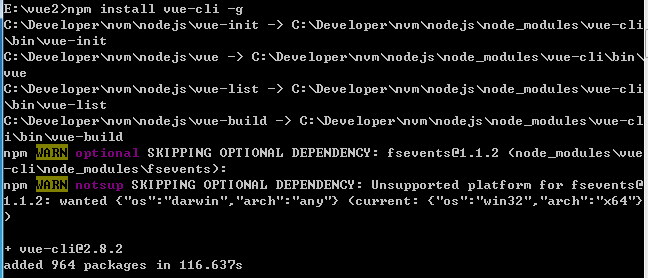 E:\vue2>npm install vue-cli -g
C:\Developer\nvm\nodejs\vue-init -> C:\Developer\nvm\nodejs\node_modules\vue-cli
\bin\vue-init
C:\Developer\nvm\nodejs\vue -> C:\Developer\nvm\nodejs\node_modules\vue-cli\bin\
vue
C:\Developer\nvm\nodejs\vue-list -> C:\Developer\nvm\nodejs\node_modules\vue-cli
\bin\vue-list
C:\Developer\nvm\nodejs\vue-build -> C:\Developer\nvm\nodejs\node_modules\vue-cl
i\bin\vue-build
npm WARN optional SKIPPING OPTIONAL DEPENDENCY: fsevents@1.1.2 (node_modules\vue
-cli\node_modules\fsevents):
npm WARN notsup SKIPPING OPTIONAL DEPENDENCY: Unsupported platform for fsevents@
1.1.2: wanted {"os":"darwin","arch":"any"} (current: {"os":"win32","arch":"x64"}
)
+ vue-cli@2.8.2
added 964 packages in 116.637s